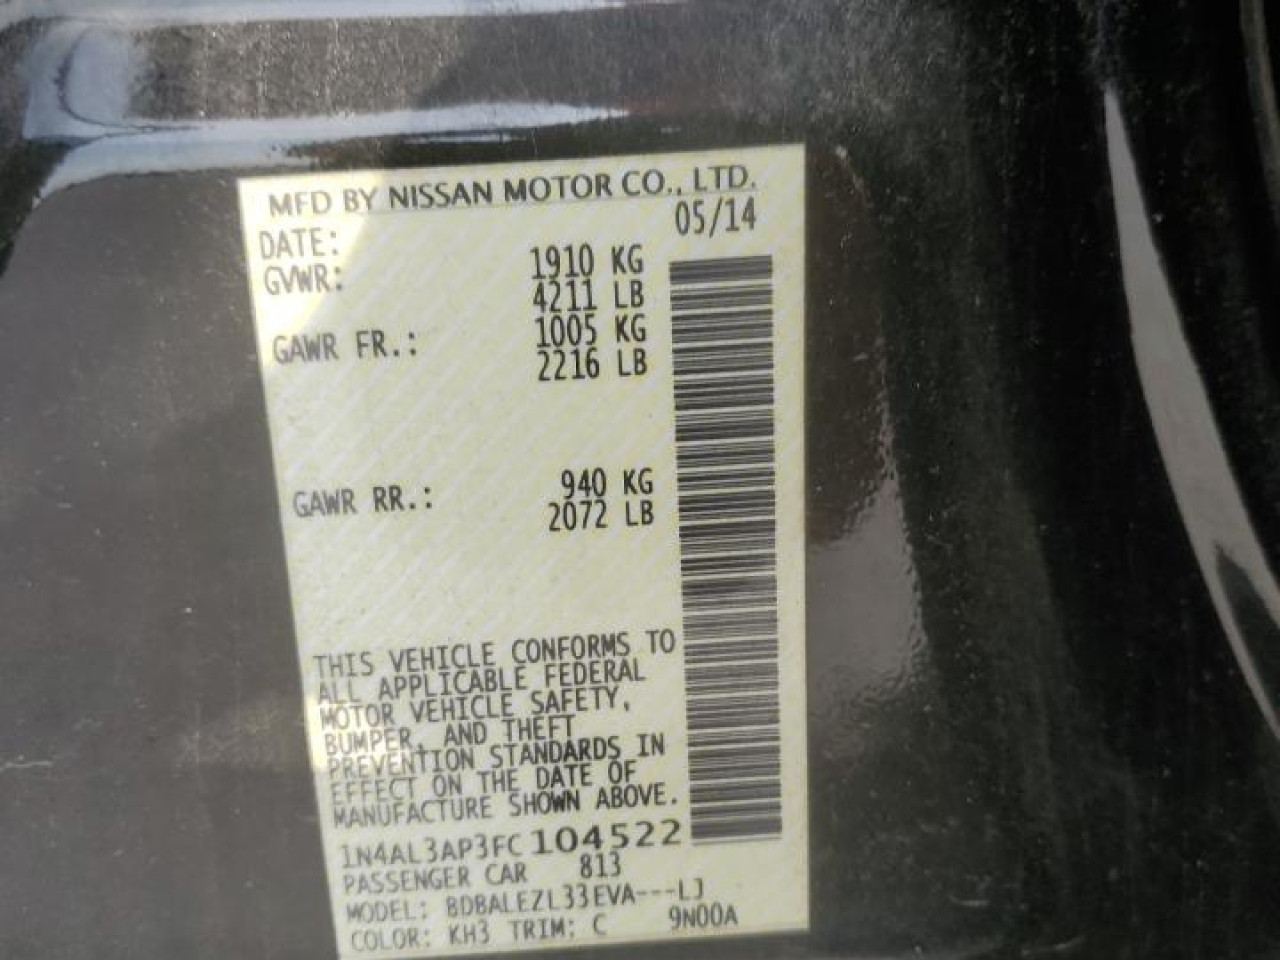 MFD BY NISSAN MOTOR CO., LTD.
DATE: 05/14
GVWR: 1910 KG
4211 LB
GAWR FR.: 1005 KG
2216 LB
GAWR RR.: 940 KG
2072 LB
THIS VEHICLE CONFORMS TO
ALL APPLICABLE FEDERAL
MOTOR VEHICLE SAFETY,
BUMPER, AND THEFT
PREVENTION STANDARDS IN
EFFECT ON THE DATE OF
MANUFACTURE SHOWN ABOVE.
1N4AL3AP3FC104522
PASSENGER CAR 813
MODEL: BDBALEZL33EVA---LJ
COLOR: KH3 TRIM: C 9N00A